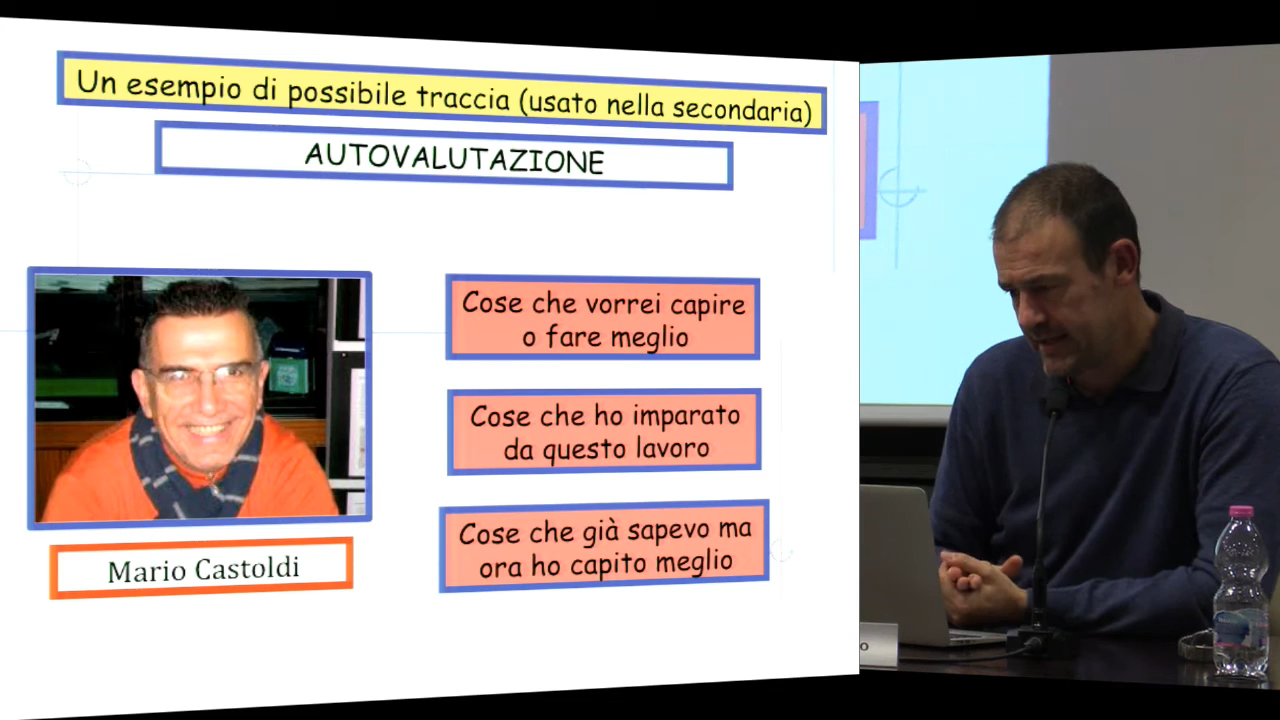 Un esempio di possibile traccia (usato nella secondaria)
AUTOVALUTAZIONE
Cose che vorrei capire
o fare meglio
Cose che ho imparato
da questo lavoro
Cose che già sapevo ma
ora ho capito meglio
Mario Castoldi